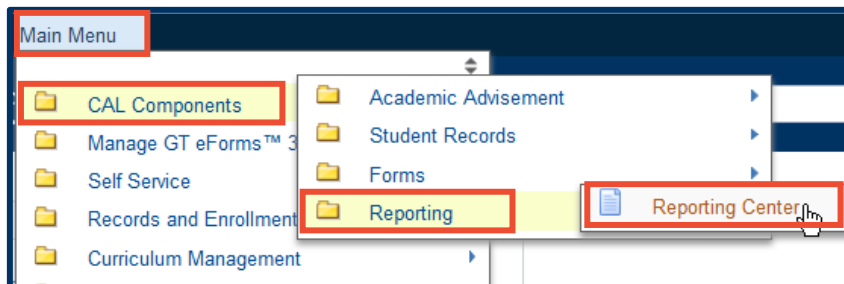 Main Menu
CAL Components
Manage GT eForms™ 3
Self Service
Records and Enrollment
Curriculum Management
Academic Advisement
Student Records
Forms
Reporting
Reporting Center